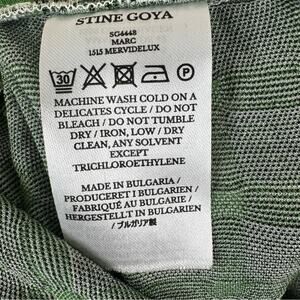 STINE GOYA
SG4448
MARC
1515 MERVIDELUX
30 P
MACHINE WASH COLD ON A
DELICATES CYCLE / DO NOT
BLEACH / DO NOT TUMBLE
DRY / IRON, LOW / DRY
CLEAN, ANY SOLVENT
EXCEPT
TRICHLOROETHYLENE
MADE IN BULGARIA /
PRODUCERET I BULGARIEN /
FABRIQUÉ AU BULGARIE /
HERGESTELLT IN BULGARIEN
/ブルガリア製